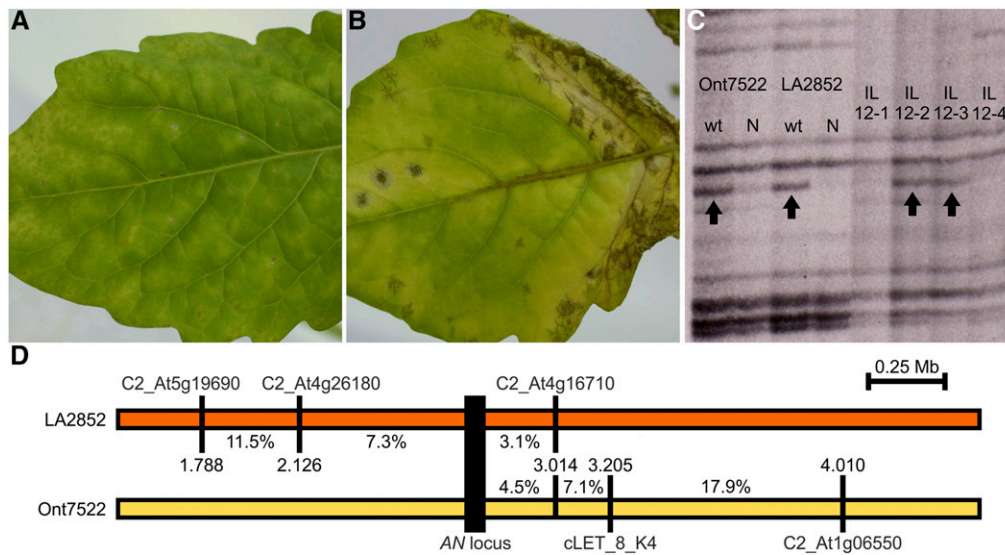 A
B
C
Ont7522 LA2852
wt N wt N
IL 12-1
IL 12-2
IL 12-3
IL 12-4
D
0.25 Mb
C2_At5g19690 C2_At4g26180 C2_At4g16710
LA2852
11.5% 7.3% 3.1%
1.788 2.126 3.014 3.205 4.010
4.5% 7.1% 17.9%
Ont7522
AN locus cLET_8_K4 C2_At1g06550